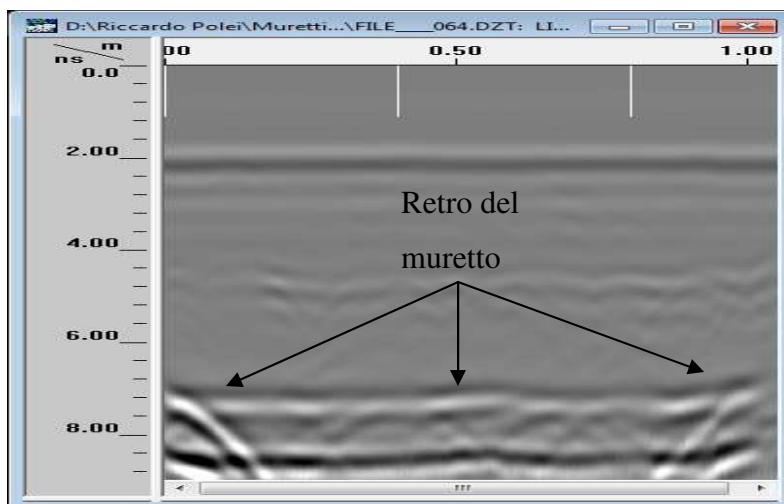 D:\Riccardo Polei\Muretti...\FILE___064.DZT: LI...
m
ns
00 0.50 1.00
0.0
2.00
4.00
6.00
8.00
Retro del
muretto